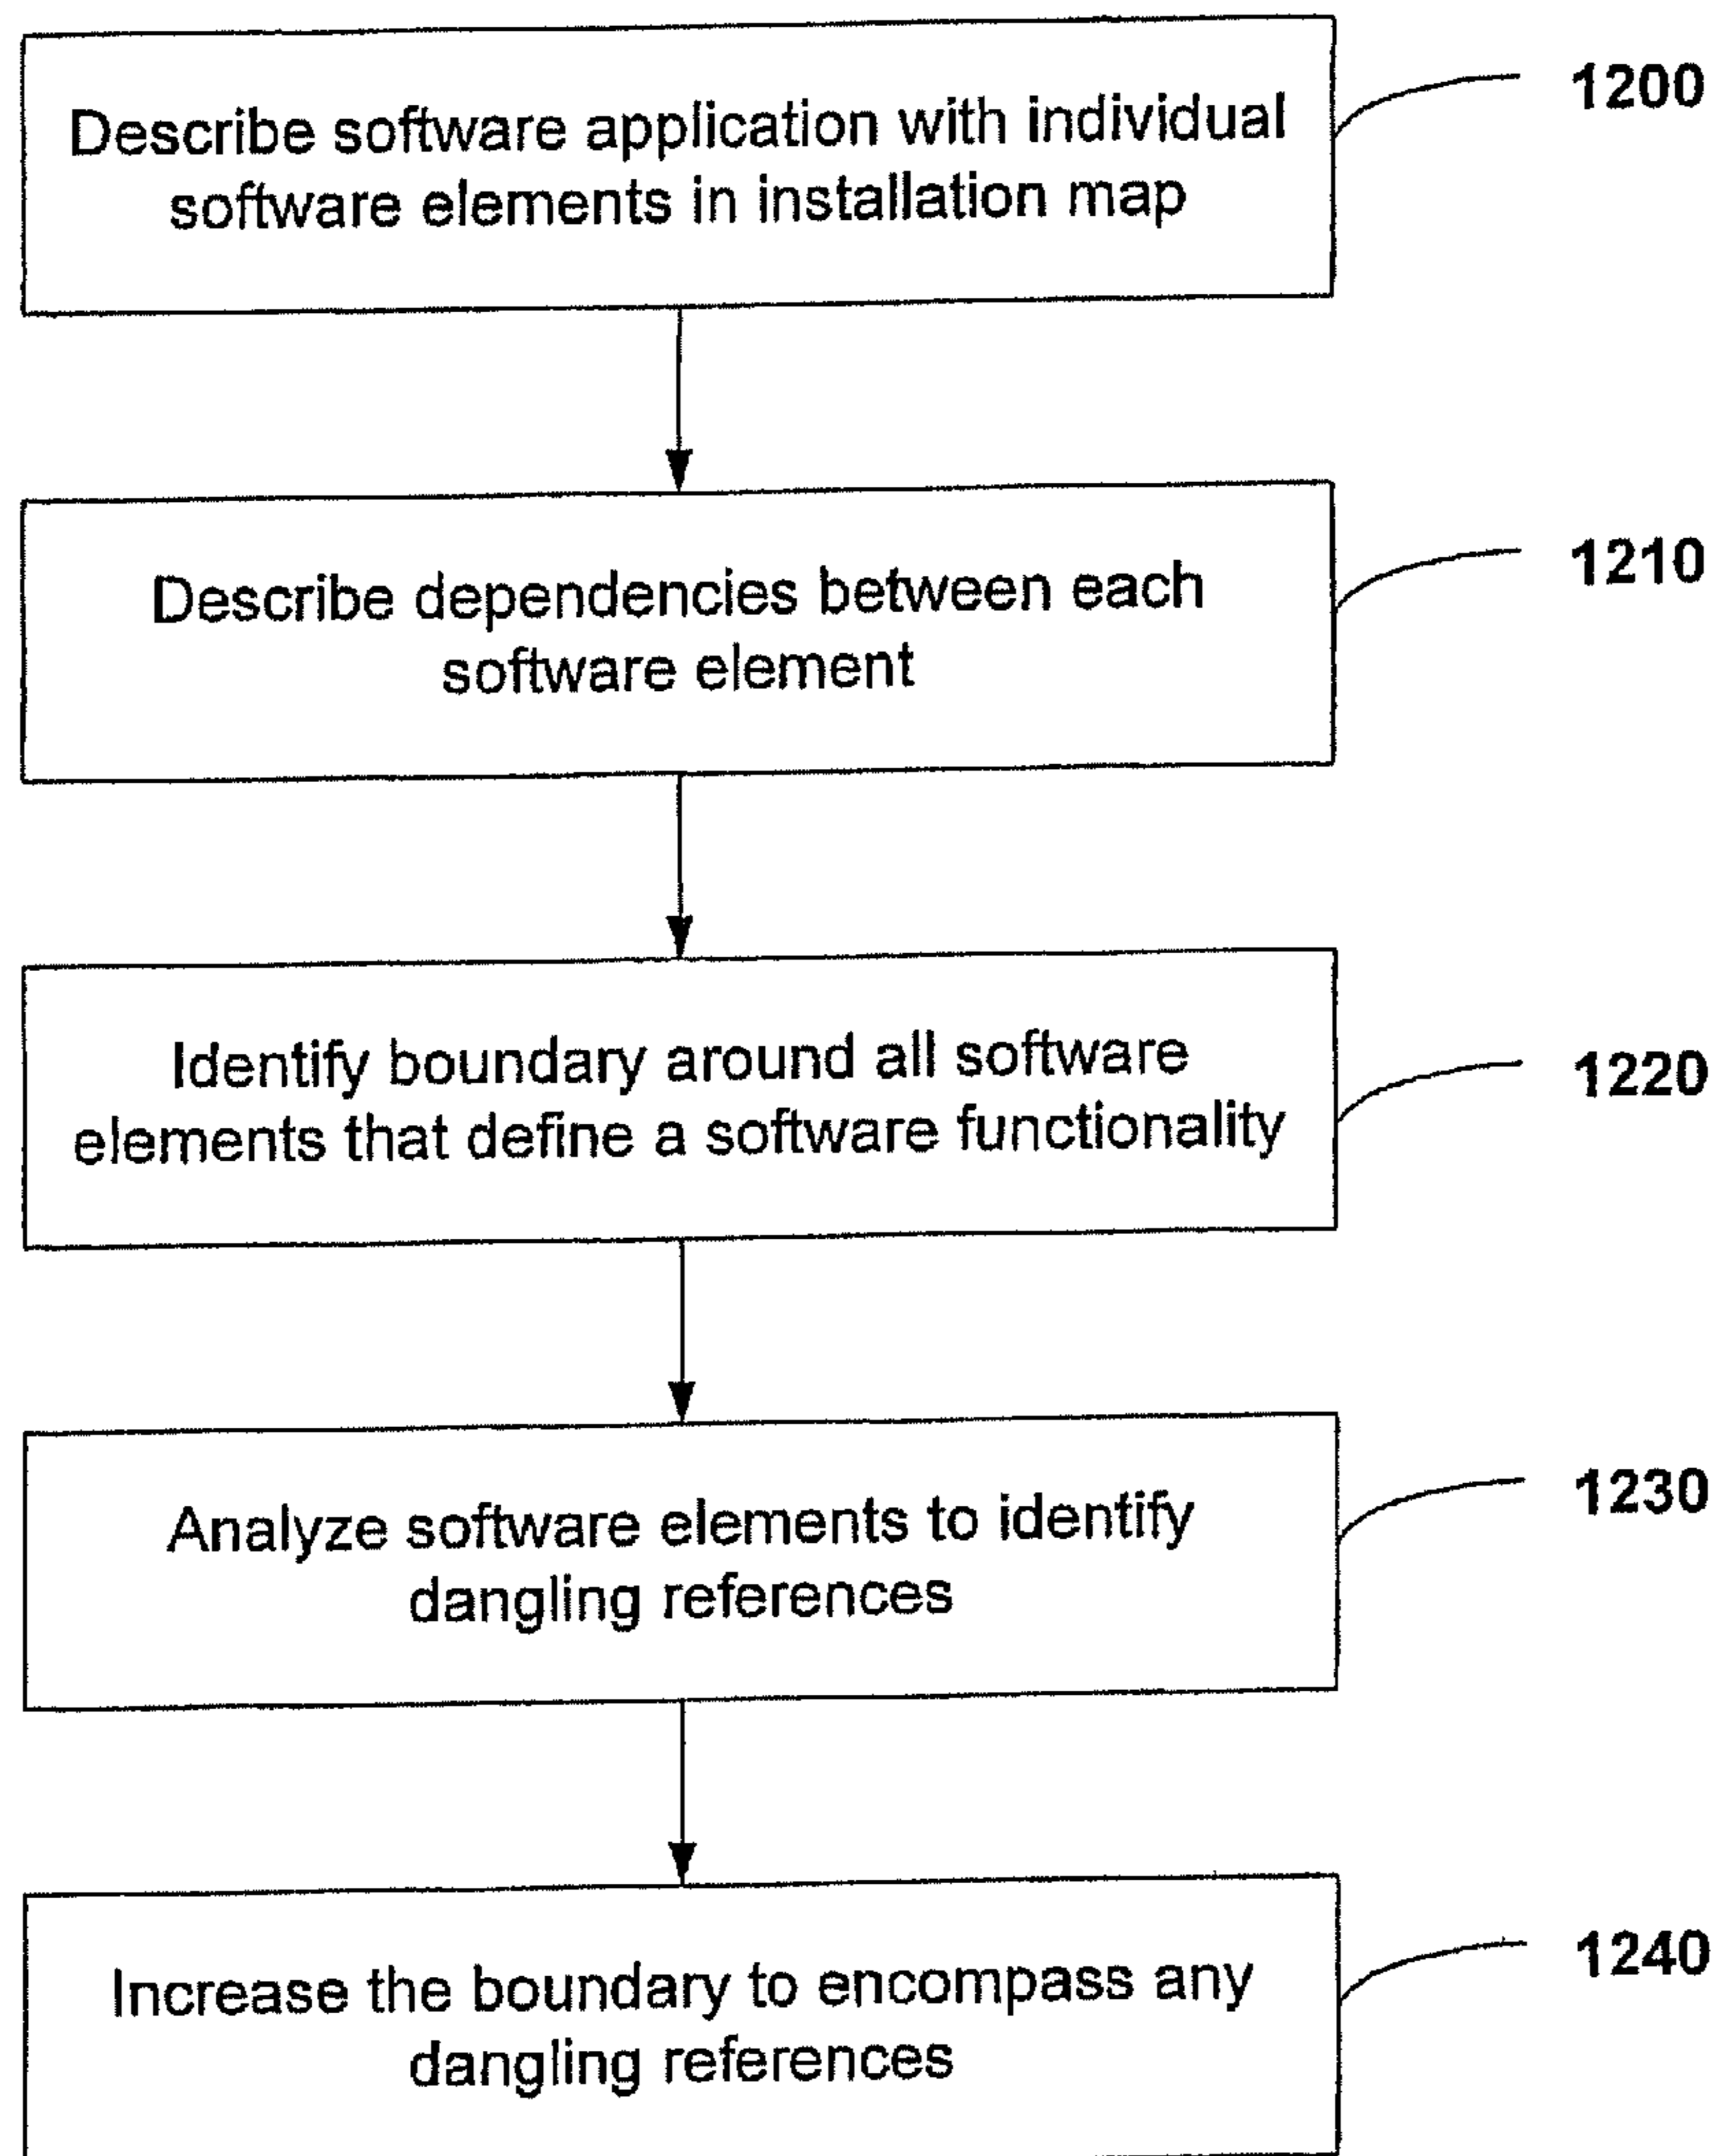 Describe software application with individual
software elements in installation map
1200
Describe dependencies between each
software element
1210
Identify boundary around all software
elements that define a software functionality
1220
Analyze software elements to identify
dangling references
1230
Increase the boundary to encompass any
dangling references
1240